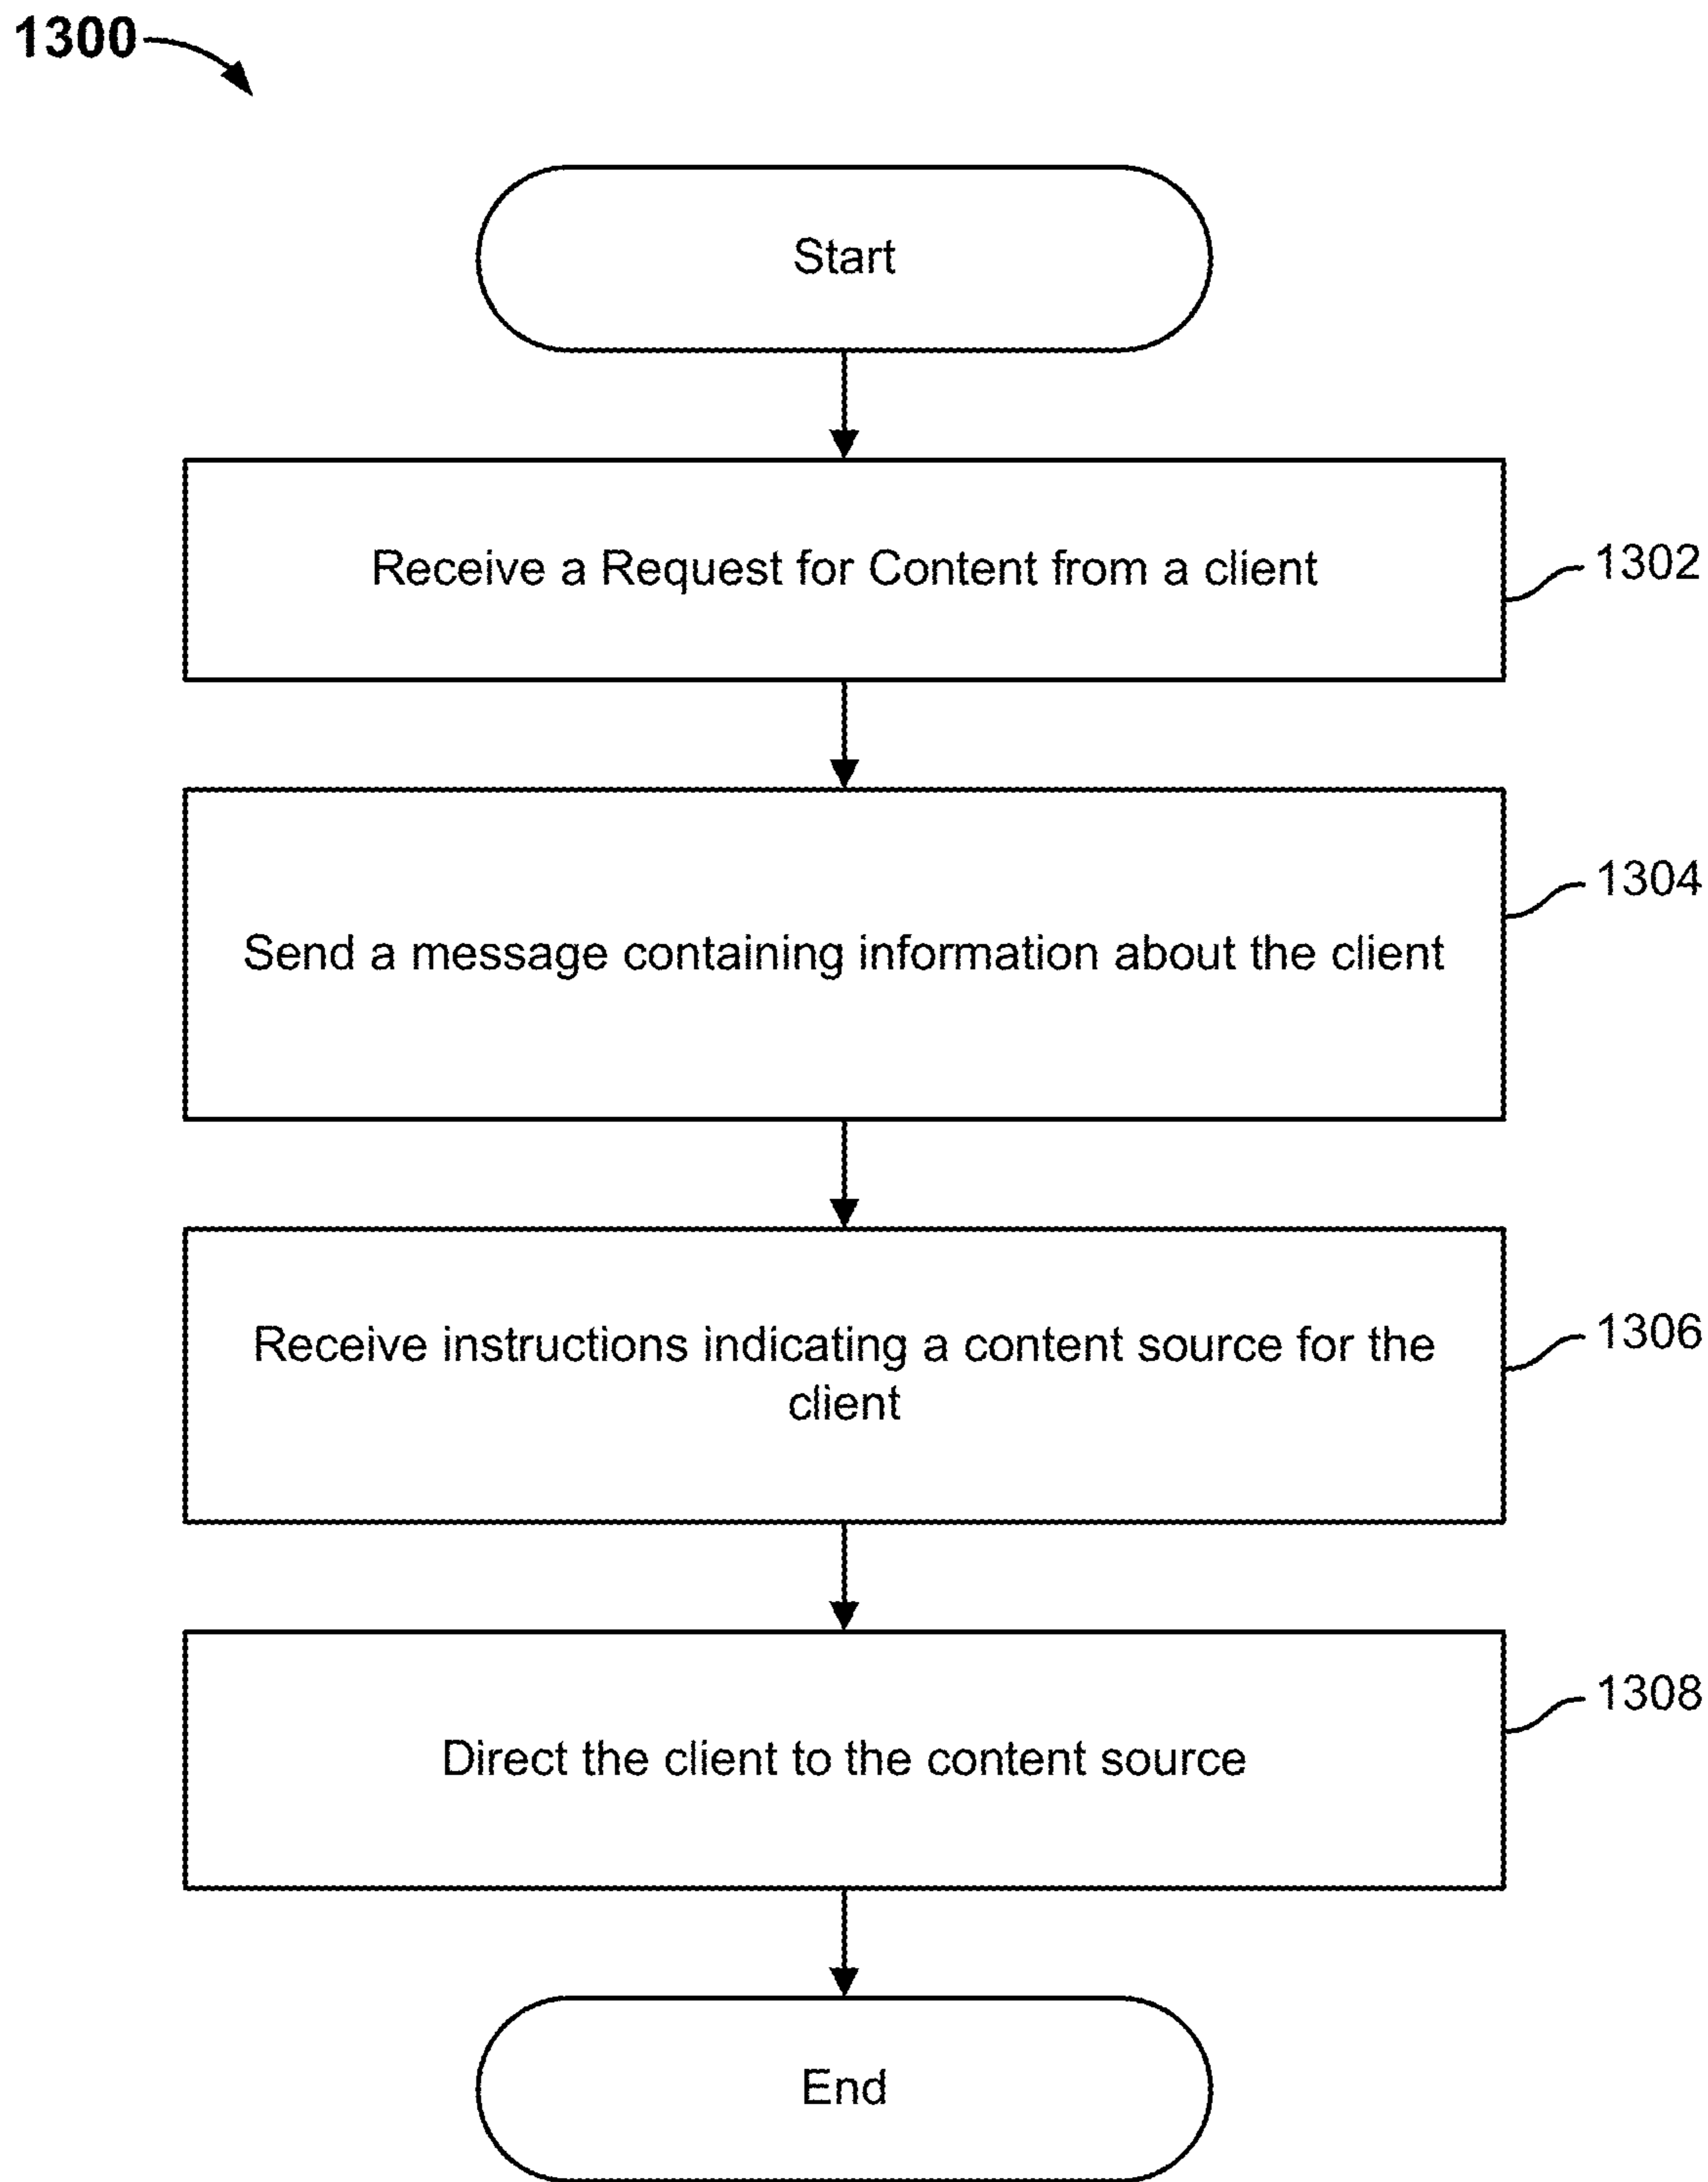 1300
Start
Receive a Request for Content from a client
1302
Send a message containing information about the client
1304
Receive instructions indicating a content source for the
client
1306
Direct the client to the content source
1308
End